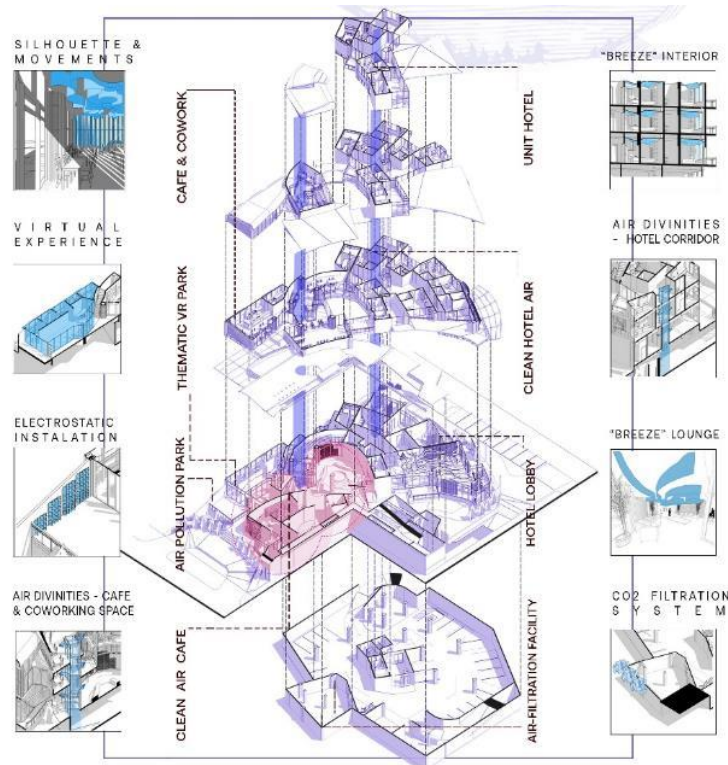 SILHOUETTE &
MOVEMENTS
VIRTUAL
EXPERIENCE
ELECTROSTATIC
INSTALATION
AIR DIVINITIES - CAFE
& COWORKING SPACE
CAFE & COWORK
THEMATIC VR PARK
AIR POLLUTION PARK
CLEAN AIR CAFE
UNIT HOTEL
CLEAN HOTEL AIR
HOTEL LOBBY
AIR-FILTRATION FACILITY
"BREEZE" INTERIOR
AIR DIVINITIES
- HOTEL CORRIDOR
"BREEZE" LOUNGE
CO2 FILTRATION
SYSTEM